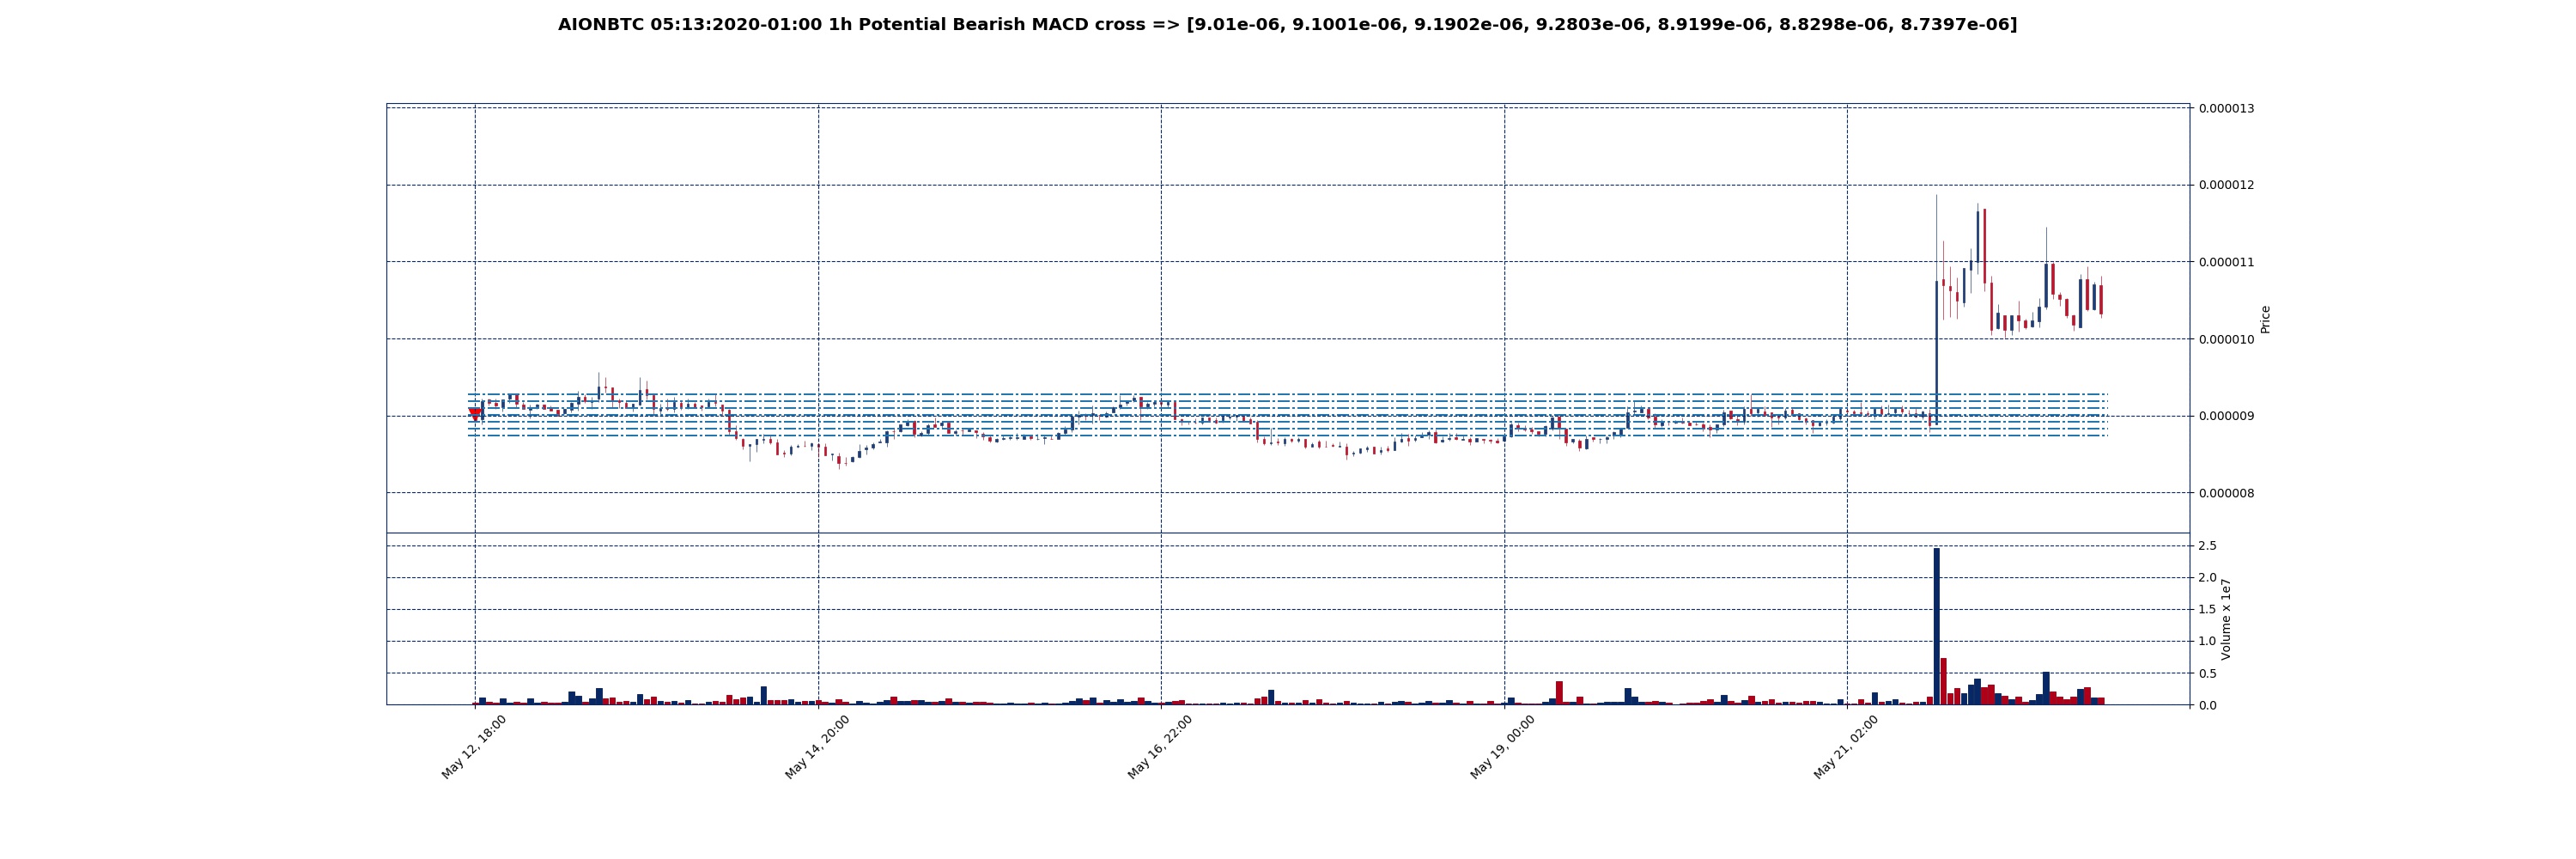 AIONBTC 05:13:2020-01:00 1h Potential Bearish MACD cross => [9.01e-06, 9.1001e-06, 9.1902e-06, 9.2803e-06, 8.9199e-06, 8.8298e-06, 8.7397e-06]
0.000013
0.000012
0.000011
0.000010
0.000009
0.000008
Price
2.5
2.0
1.5
1.0
0.5
0.0
Volume x 1e7
May 12, 18:00
May 14, 20:00
May 16, 22:00
May 19, 00:00
May 21, 02:00